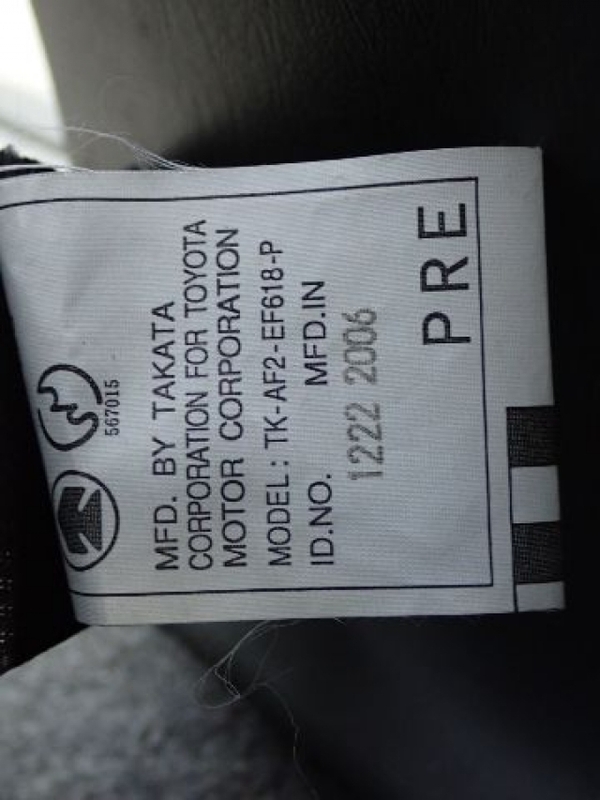 567015
MFD. BY TAKATA
CORPORATION FOR TOYOTA
MOTOR CORPORATION
MODEL: TK-AF2-EF618-P
ID.NO. MFD.IN
1222 2006
PRE